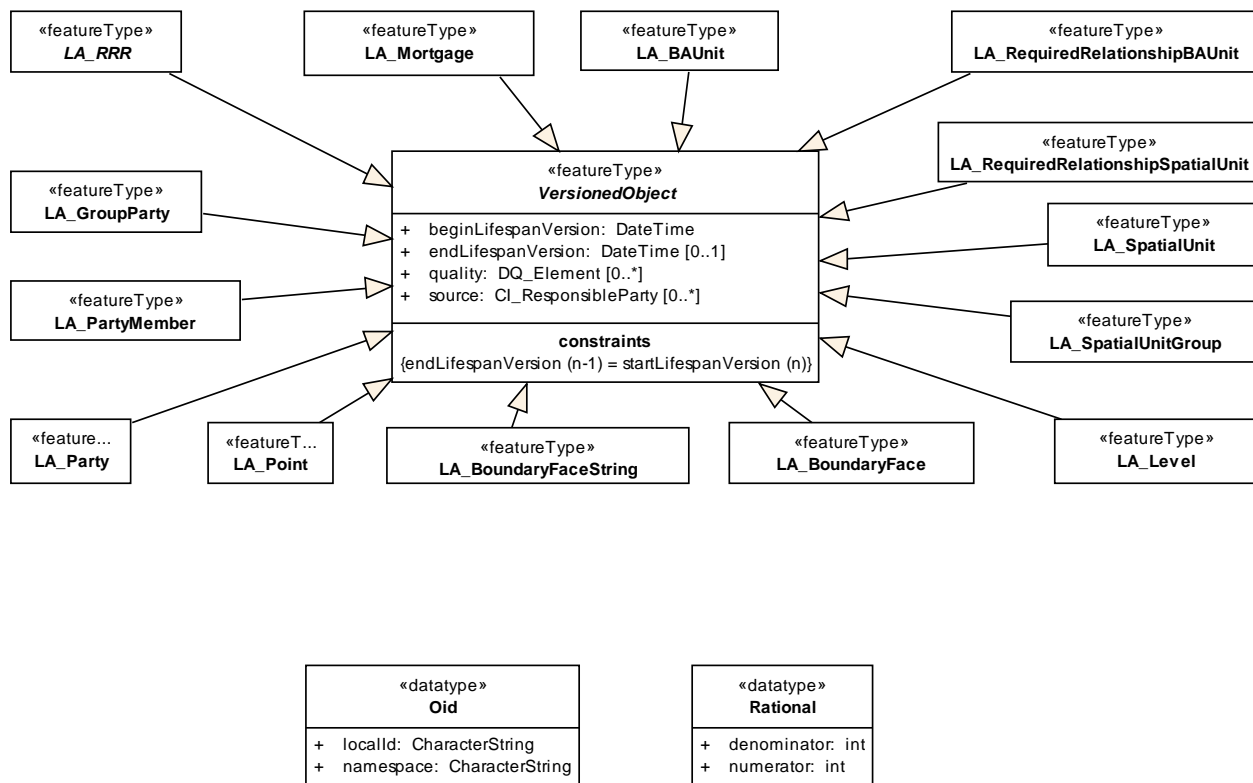 «featureType»
LA_RRR
«featureType»
LA_Mortgage
«featureType»
LA_BAUnit
«featureType»
LA_RequiredRelationshipBAUnit
«featureType»
LA_RequiredRelationshipSpatialUnit
«featureType»
VersionedObject
+ beginLifespanVersion: DateTime
+ endLifespanVersion: DateTime [0..1]
+ quality: DQ_Element [0..*]
+ source: CI_ResponsibleParty [0..*]
constraints
{endLifespanVersion (n-1) = startLifespanVersion (n)}
«featureType»
LA_GroupParty
«featureType»
LA_SpatialUnit
«featureType»
LA_PartyMember
«featureType»
LA_SpatialUnitGroup
«feature...
LA_Party
«featureT...
LA_Point
«featureType»
LA_BoundaryFaceString
«featureType»
LA_BoundaryFace
«featureType»
LA_Level
«datatype»
Oid
+ localId: CharacterString
+ namespace: CharacterString
«datatype»
Rational
+ denominator: int
+ numerator: int